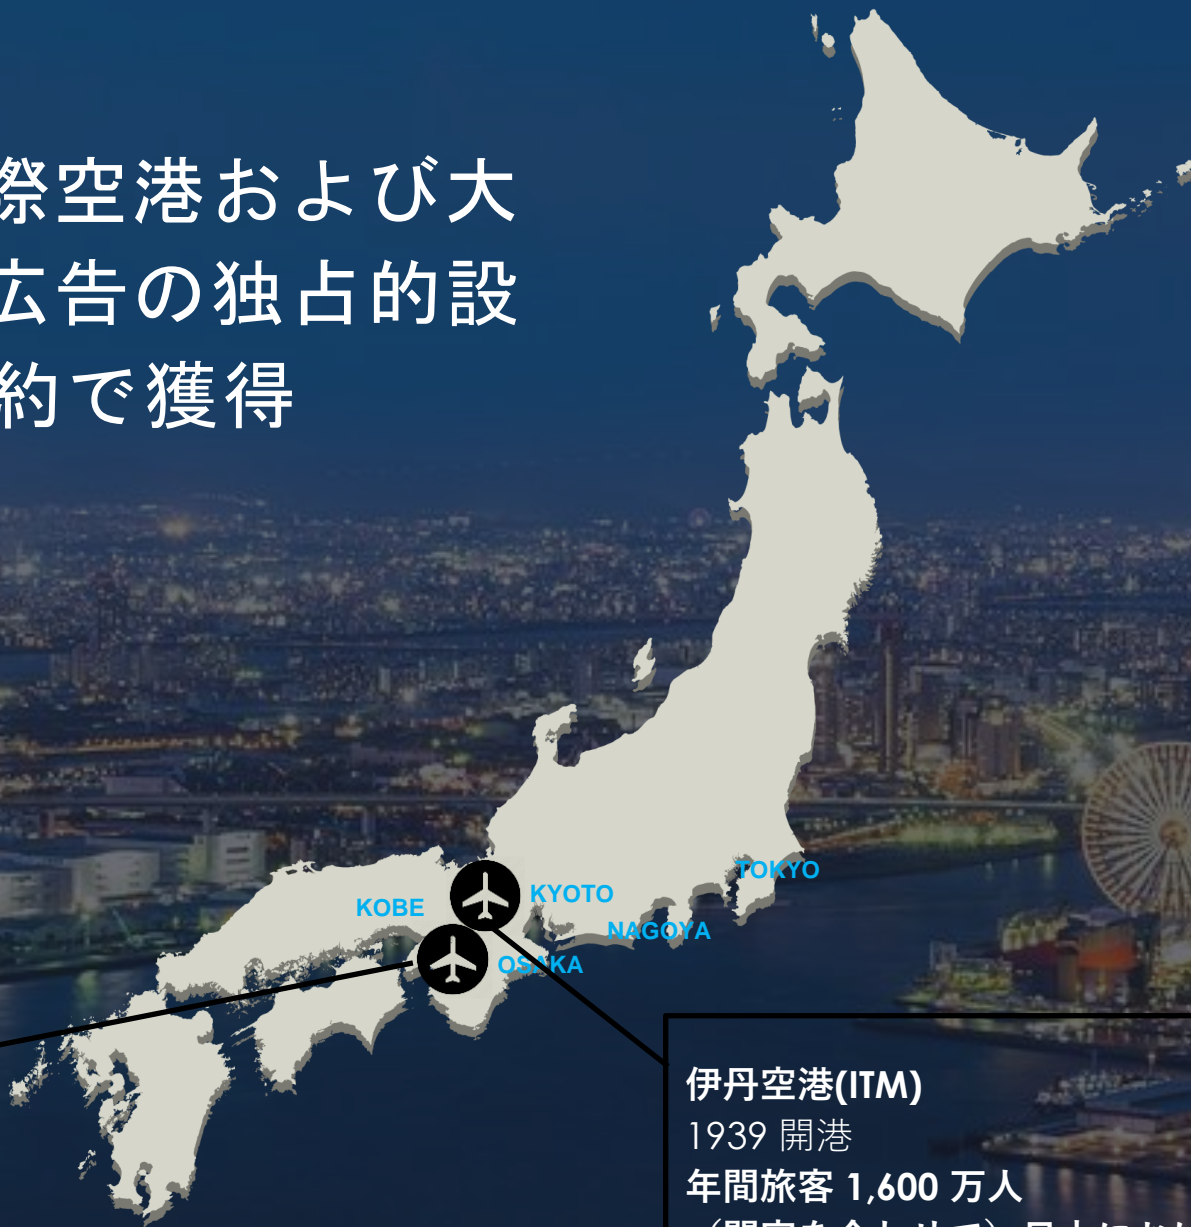 際空港および大
広告の独占的設
約で獲得
TOKYO
KYOTO
KOBE
NAGOYA
OSAKA
伊丹空港(ITM)
1939 開港
年間旅客 1,600 万人